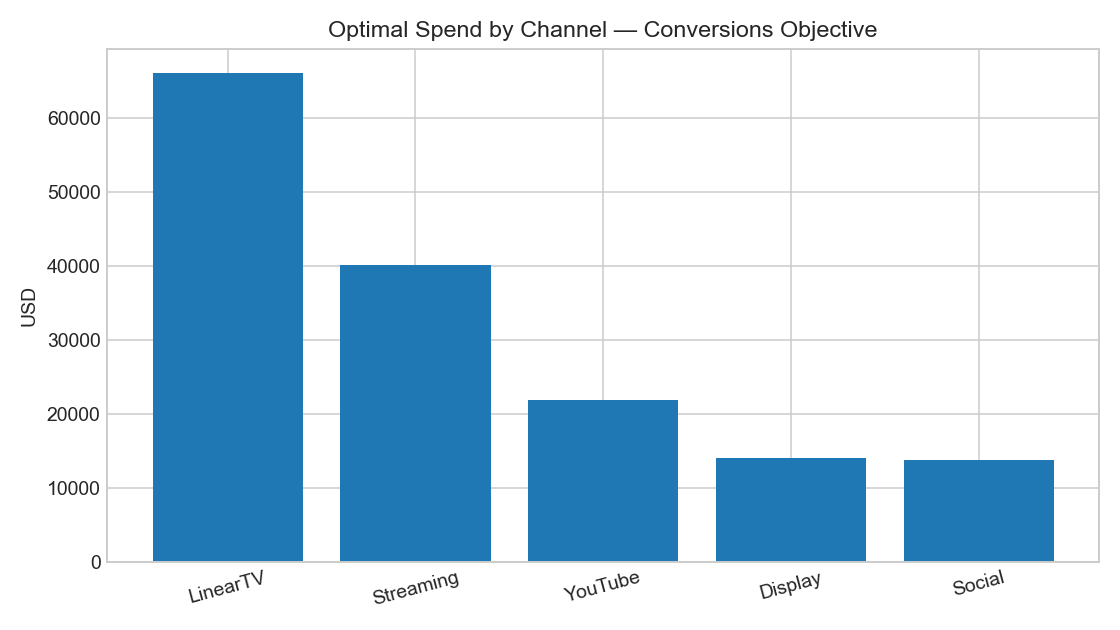 Optimal Spend by Channel — Conversions Objective
USD
60000
50000
40000
30000
20000
10000
0
LinearTV
Streaming
YouTube
Display
Social